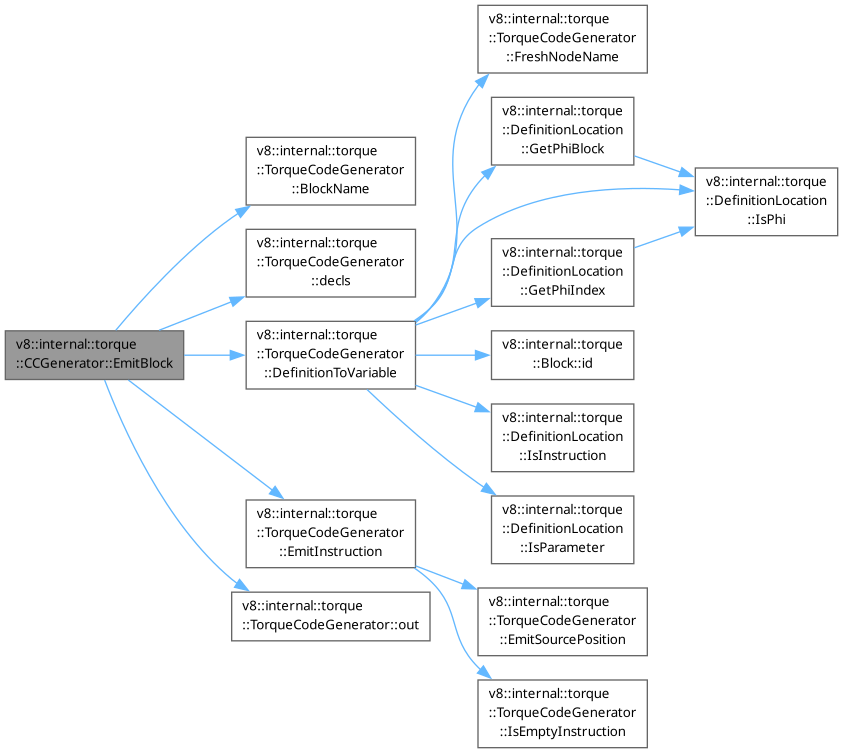 v8::internal::torque
::TorqueCodeGenerator
::FreshNodeName
v8::internal::torque
::DefinitionLocation
::GetPhiBlock
v8::internal::torque
::TorqueCodeGenerator
::BlockName
v8::internal::torque
::DefinitionLocation
::IsPhi
v8::internal::torque
::TorqueCodeGenerator
::decls
v8::internal::torque
::DefinitionLocation
::GetPhiIndex
v8::internal::torque
::CCGenerator::EmitBlock
v8::internal::torque
::TorqueCodeGenerator
::DefinitionToVariable
v8::internal::torque
::Block::id
v8::internal::torque
::DefinitionLocation
::IsInstruction
v8::internal::torque
::TorqueCodeGenerator
::EmitInstruction
v8::internal::torque
::DefinitionLocation
::IsParameter
v8::internal::torque
::TorqueCodeGenerator::out
v8::internal::torque
::TorqueCodeGenerator
::EmitSourcePosition
v8::internal::torque
::TorqueCodeGenerator
::IsEmptyInstruction